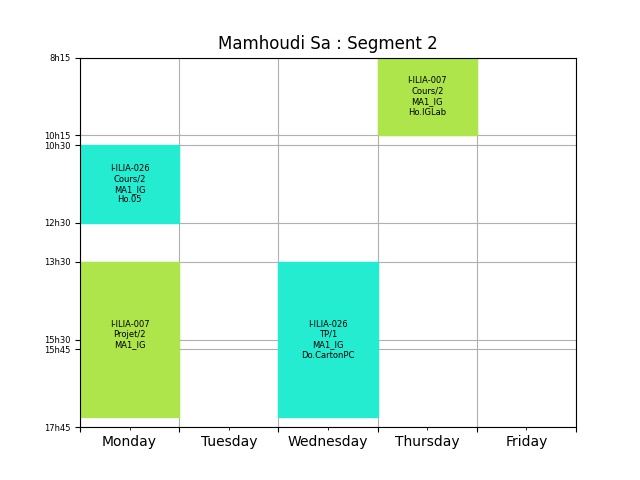 Mamhoudi Sa : Segment 2
8h15
10h15
10h30
12h30
13h30
15h30
15h45
17h45
I-ILIA-007
Cours/2
MA1_IG
Ho.IGLab
I-ILIA-026
Cours/2
MA1_IG
Ho.05
I-ILIA-007
Projet/2
MA1_IG
I-ILIA-026
TP/1
MA1_IG
Do.CartonPC
Monday
Tuesday
Wednesday
Thursday
Friday